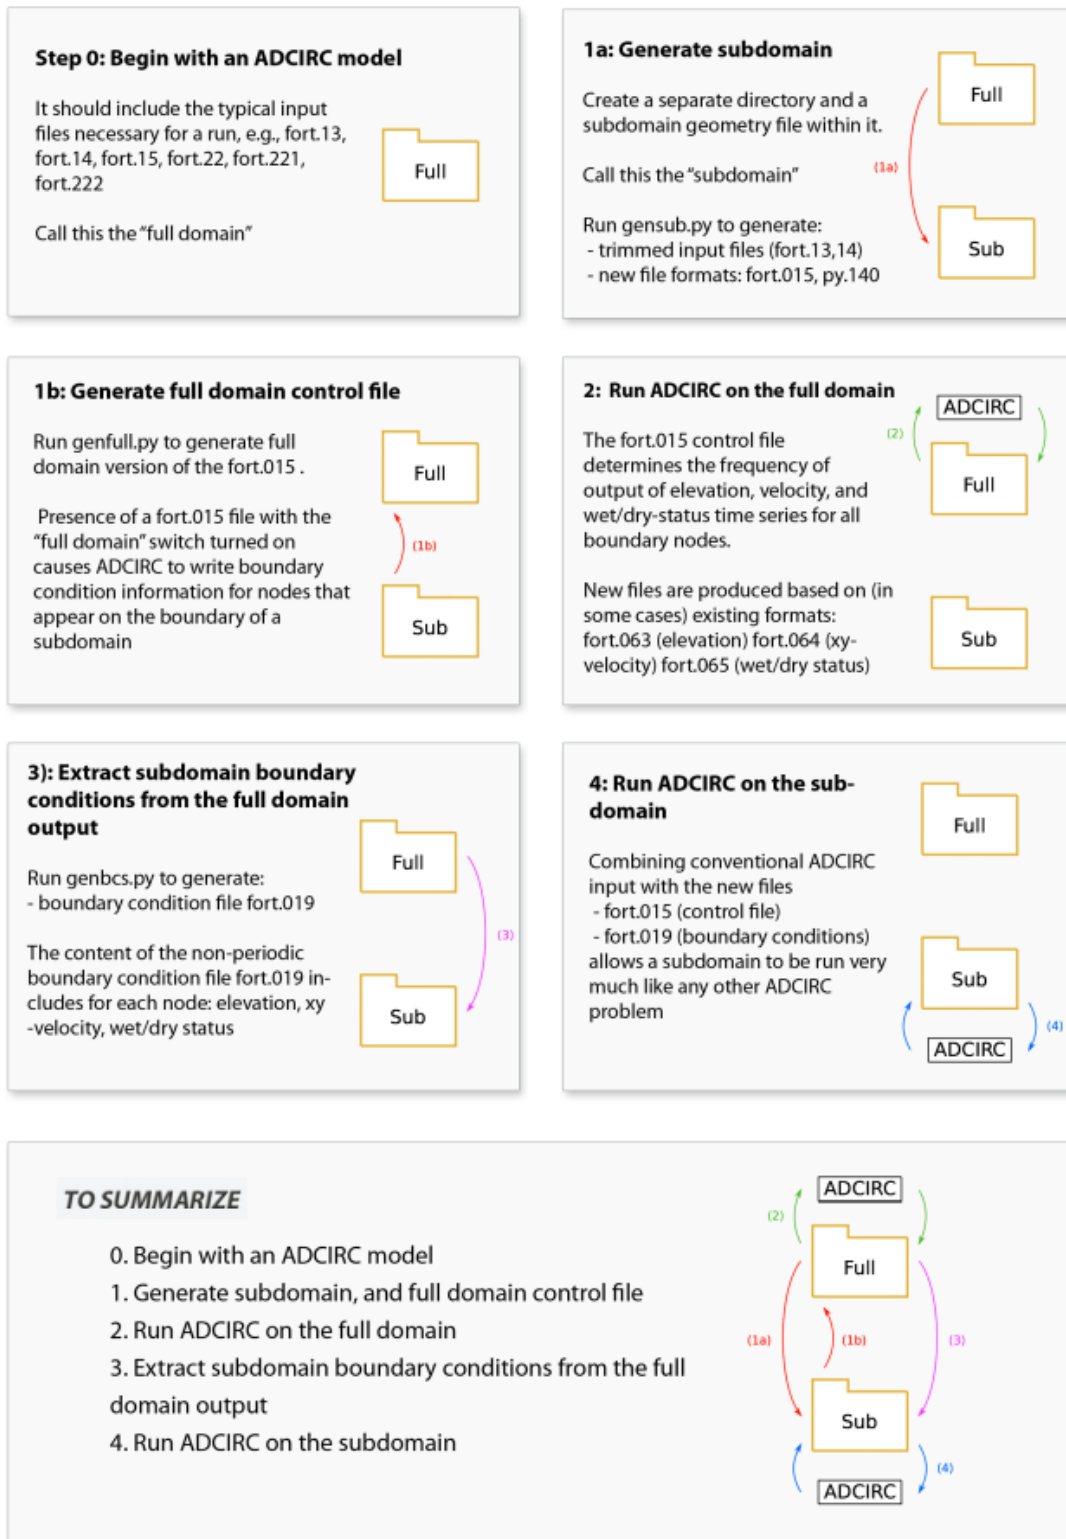 Step 0: Begin with an ADCIRC model
It should include the typical input
files necessary for a run, e.g., fort.13,
fort.14, fort.15, fort.22, fort.221,
fort.222
Call this the "full domain"
Full
1a: Generate subdomain
Create a separate directory and a
subdomain geometry file within it.
Call this the "subdomain"
Run gensub.py to generate:
- trimmed input files (fort.13,14)
- new file formats: fort.015, py.140
Full
(1a)
Sub
1b: Generate full domain control file
Run genfull.py to generate full
domain version of the fort.015 .
Presence of a fort.015 file with the
"full domain" switch turned on
causes ADCIRC to write boundary
condition information for nodes that
appear on the boundary of a
subdomain
Full
(1b)
Sub
2: Run ADCIRC on the full domain
The fort.015 control file
determines the frequency of
output of elevation, velocity, and
wet/dry-status time series for all
boundary nodes.
New files are produced based on (in
some cases) existing formats:
fort.063 (elevation) fort.064 (xy-
velocity) fort.065 (wet/dry status)
ADCIRC
(2)
Full
Sub
3): Extract subdomain boundary
conditions from the full domain
output
Run genbcs.py to generate:
- boundary condition file fort.019
The content of the non-periodic
boundary condition file fort.019 in-
cludes for each node: elevation, xy
-velocity, wet/dry status
Full
(3)
Sub
4: Run ADCIRC on the sub-
domain
Combining conventional ADCIRC
input with the new files
- fort.015 (control file)
- fort.019 (boundary conditions)
allows a subdomain to be run very
much like any other ADCIRC
problem
Full
Sub
(4)
ADCIRC
TO SUMMARIZE
0. Begin with an ADCIRC model
1. Generate subdomain, and full domain control file
2. Run ADCIRC on the full domain
3. Extract subdomain boundary conditions from the full
domain output
4. Run ADCIRC on the subdomain
ADCIRC
(2)
Full
(1a)
(1b)
(3)
Sub
(4)
ADCIRC